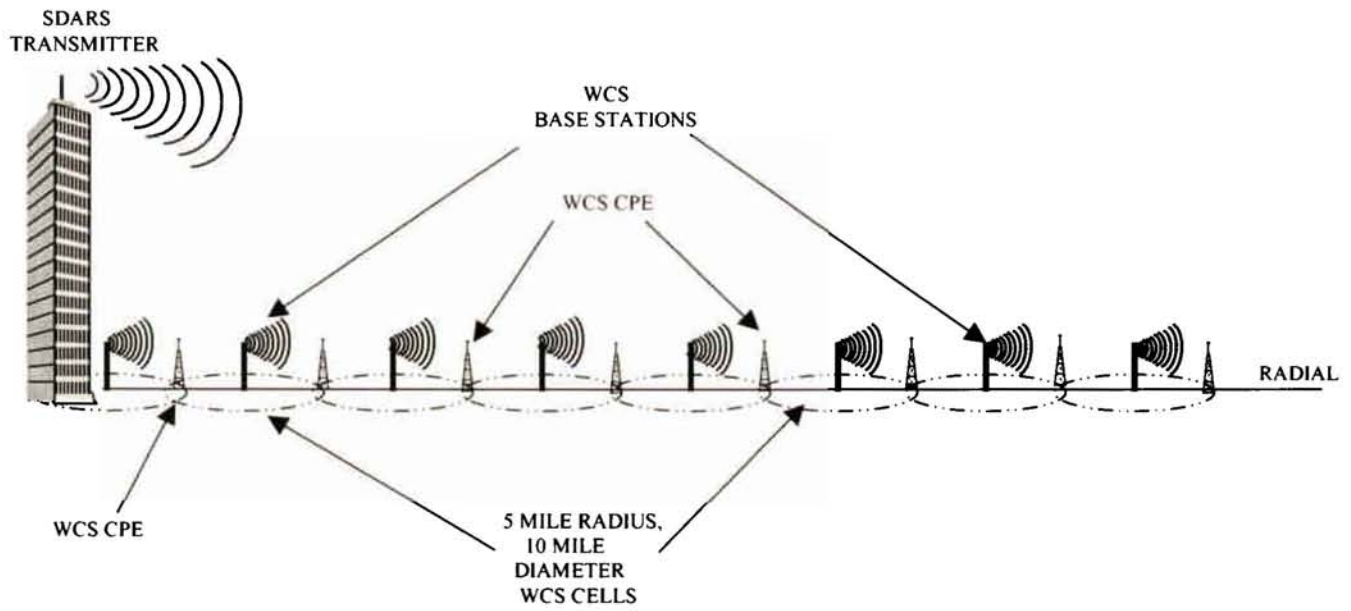 SDARS
TRANSMITTER
WCS
BASE STATIONS
WCS CPE
RADIAL
WCS CPE
5 MILE RADIUS,
10 MILE
DIAMETER
WCS CELLS